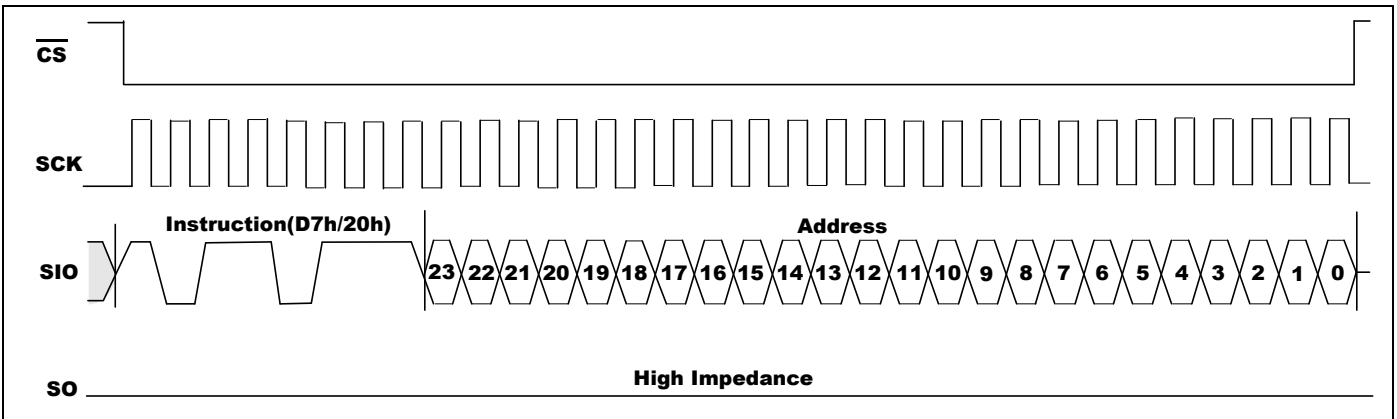 CS
SCK
Instruction(D7h/20h) Address
SIO 23 22 21 20 19 18 17 16 15 14 13 12 11 10 9 8 7 6 5 4 3 2 1 0
High Impedance
SO